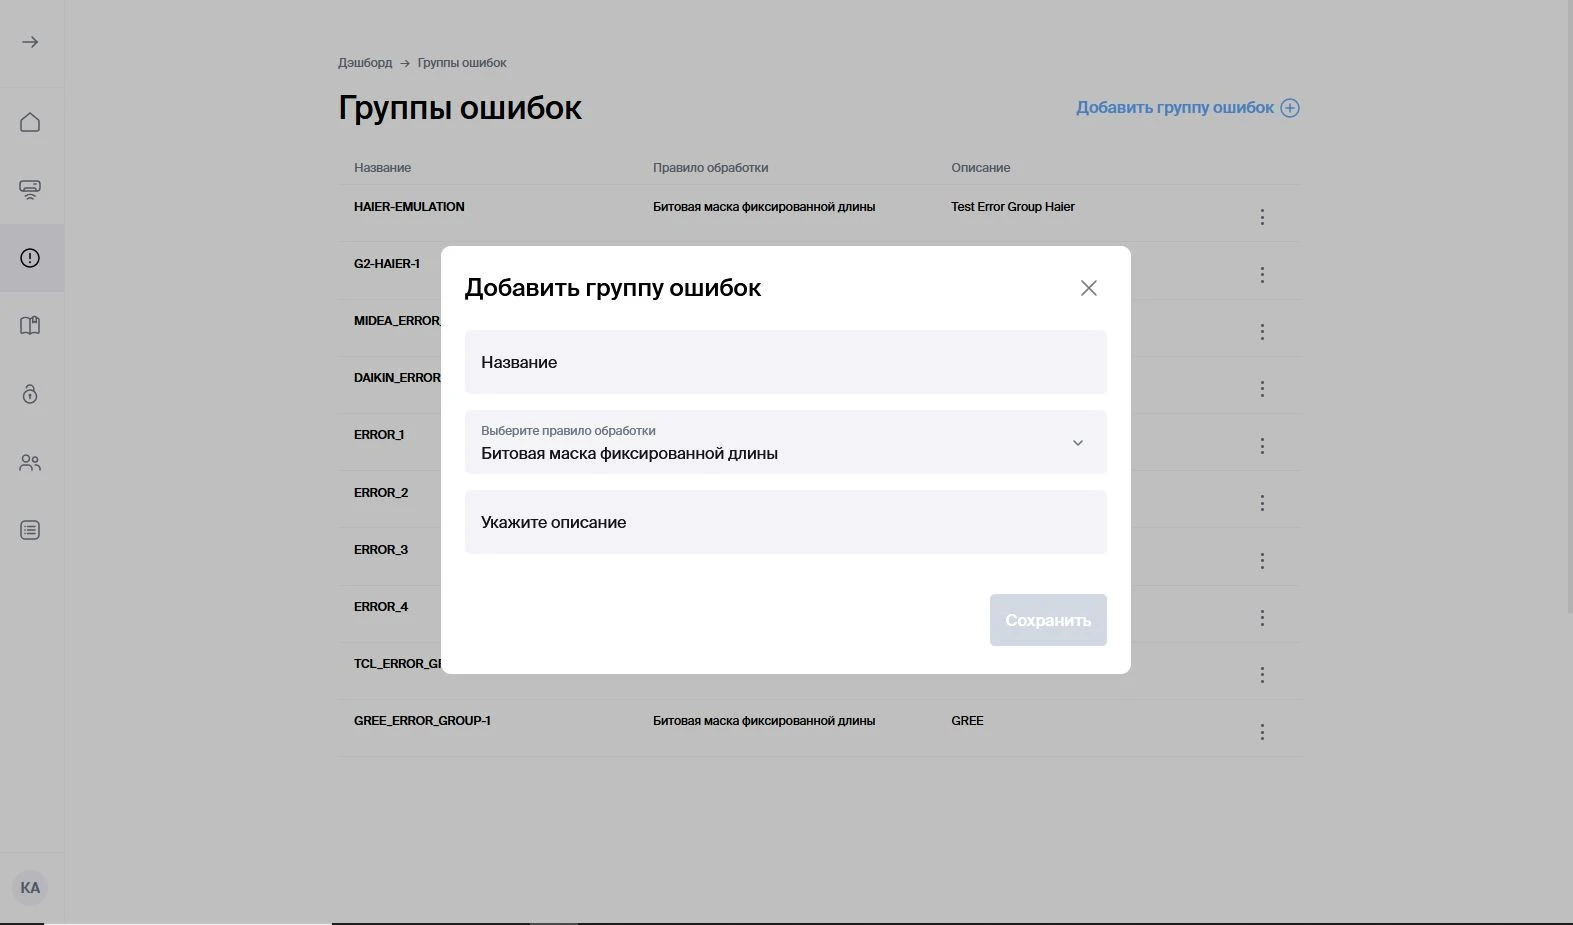 Дэшборд → Группы ошибок
Группы ошибок
Добавить группу ошибок
Название Правило обработки Описание
HAIER-EMULATION Битовая маска фиксированной длины Test Error Group Haier
G2-HAIER-1
MIDEA_ERROR_
DAIKIN_ERROR
ERROR_1
ERROR_2
ERROR_3
ERROR_4
TCL_ERROR_GR
GREE_ERROR_GROUP-1 Битовая маска фиксированной длины GREE
Добавить группу ошибок
Название
Выберите правило обработки
Битовая маска фиксированной длины
Укажите описание
Сохранить
KA